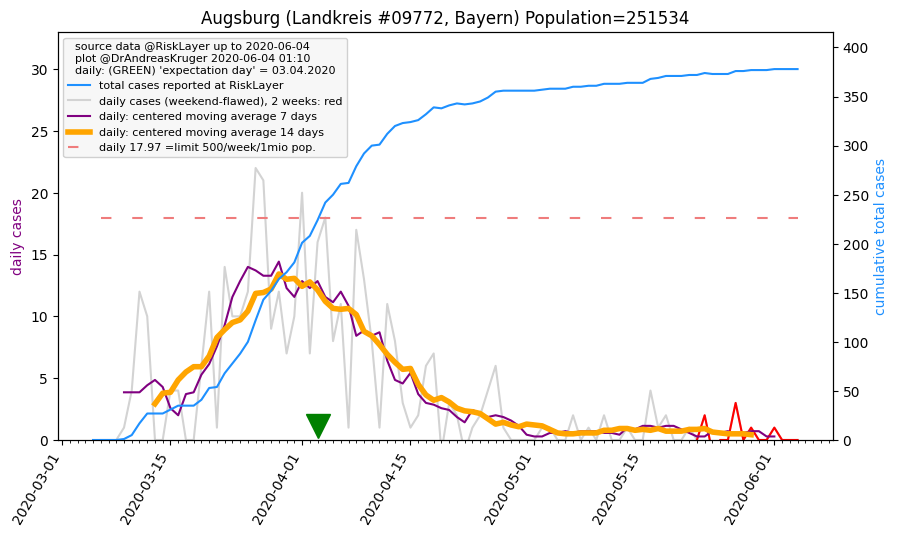 Augsburg (Landkreis #09772, Bayern) Population=251534
source data @RiskLayer up to 2020-06-04
plot @DrAndreasKruger 2020-06-04 01:10
daily: (GREEN) 'expectation day' = 03.04.2020
total cases reported at RiskLayer
daily cases (weekend-flawed), 2 weeks: red
daily: centered moving average 7 days
daily: centered moving average 14 days
daily 17.97 =limit 500/week/1mio pop.
daily cases
30
25
20
15
10
5
0
cumulative total cases
400
350
300
250
200
150
100
50
0
2020-03-01
2020-03-15
2020-04-01
2020-04-15
2020-05-01
2020-05-15
2020-06-01